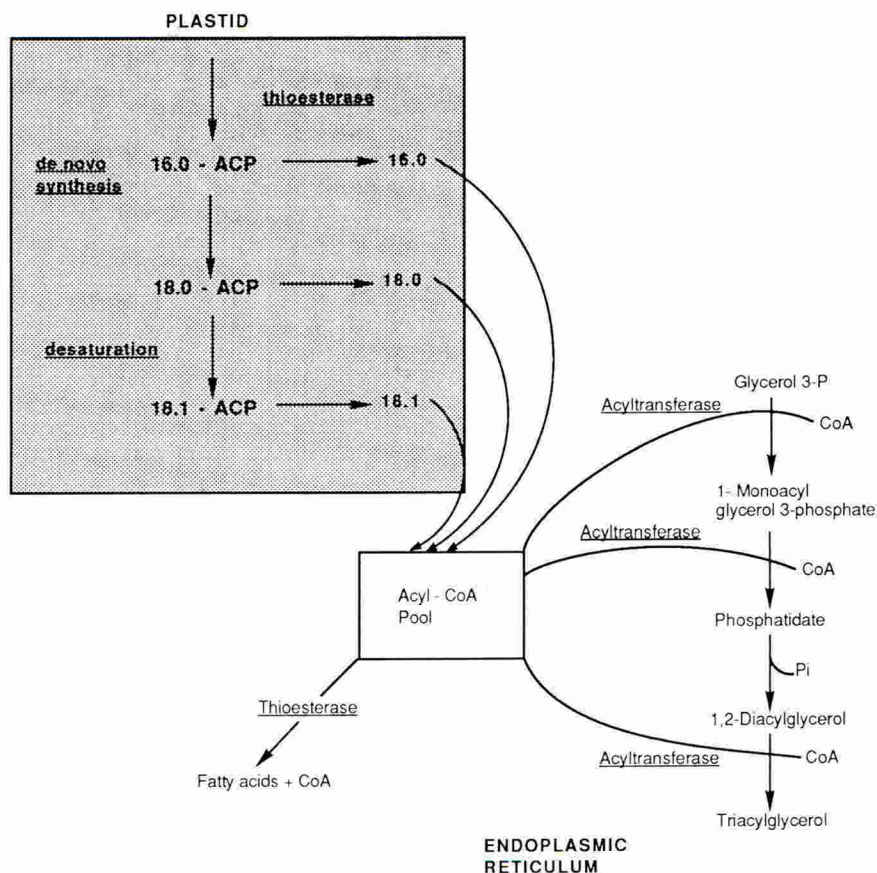 PLASTID
thioesterase
de novo
synthesis
16.0 - ACP
16.0
18.0 - ACP
18.0
desaturation
18.1 - ACP
18.1
Glycerol 3-P
Acyltransferase
CoA
1- Monoacyl
glycerol 3-phosphate
Acyltransferase
CoA
Acyl - CoA
Pool
Phosphatidate
Pi
Thioesterase
1,2-Diacylglycerol
Acyltransferase
CoA
Fatty acids + CoA
Triacylglycerol
ENDOPLASMIC
RETICULUM